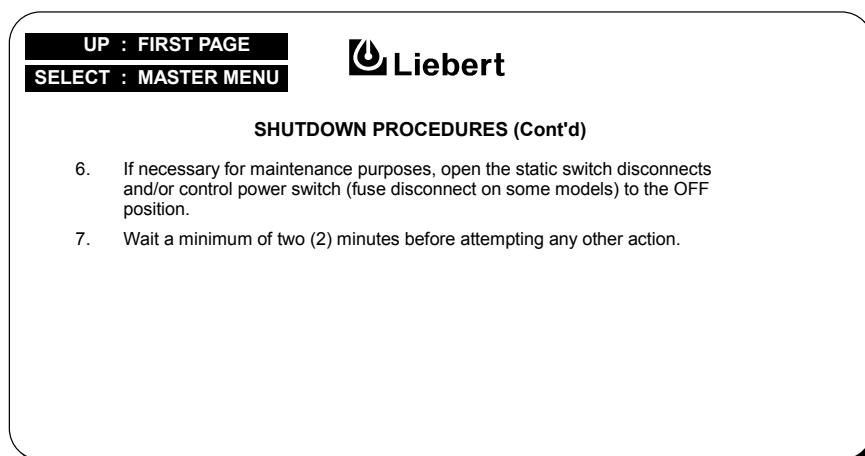 UP : FIRST PAGE
SELECT : MASTER MENU
Liebert
SHUTDOWN PROCEDURES (Cont'd)
6. If necessary for maintenance purposes, open the static switch disconnects
and/or control power switch (fuse disconnect on some models) to the OFF
position.
7. Wait a minimum of two (2) minutes before attempting any other action.